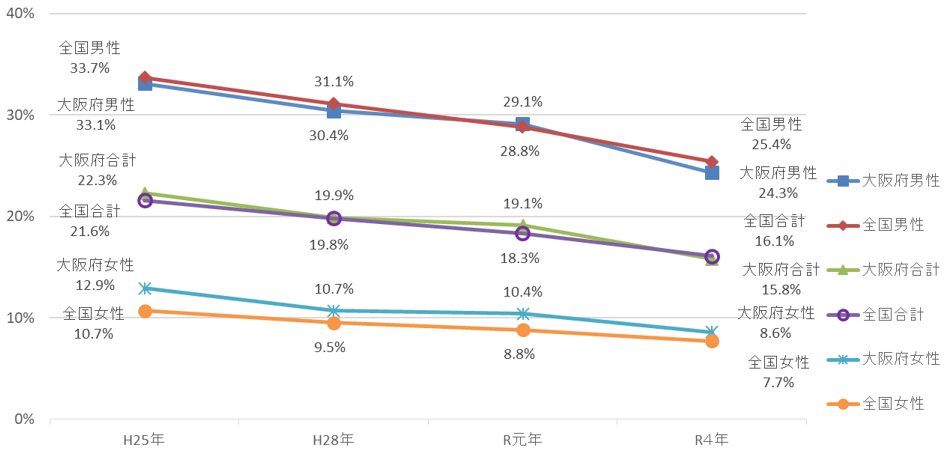 40%
30%
20%
10%
0%
全国男性
33.7%
大阪府男性
33.1%
大阪府合計
22.3%
全国合計
21.6%
大阪府女性
12.9%
全国女性
10.7%
31.1%
30.4%
19.9%
19.8%
10.7%
9.5%
29.1%
28.8%
19.1%
18.3%
10.4%
8.8%
全国男性
25.4%
大阪府男性
24.3%
全国合計
16.1%
大阪府合計
15.8%
大阪府女性
8.6%
全国女性
7.7%
H25年
H28年
R元年
R4年
大阪府男性
全国男性
大阪府合計
全国合計
大阪府女性
全国女性